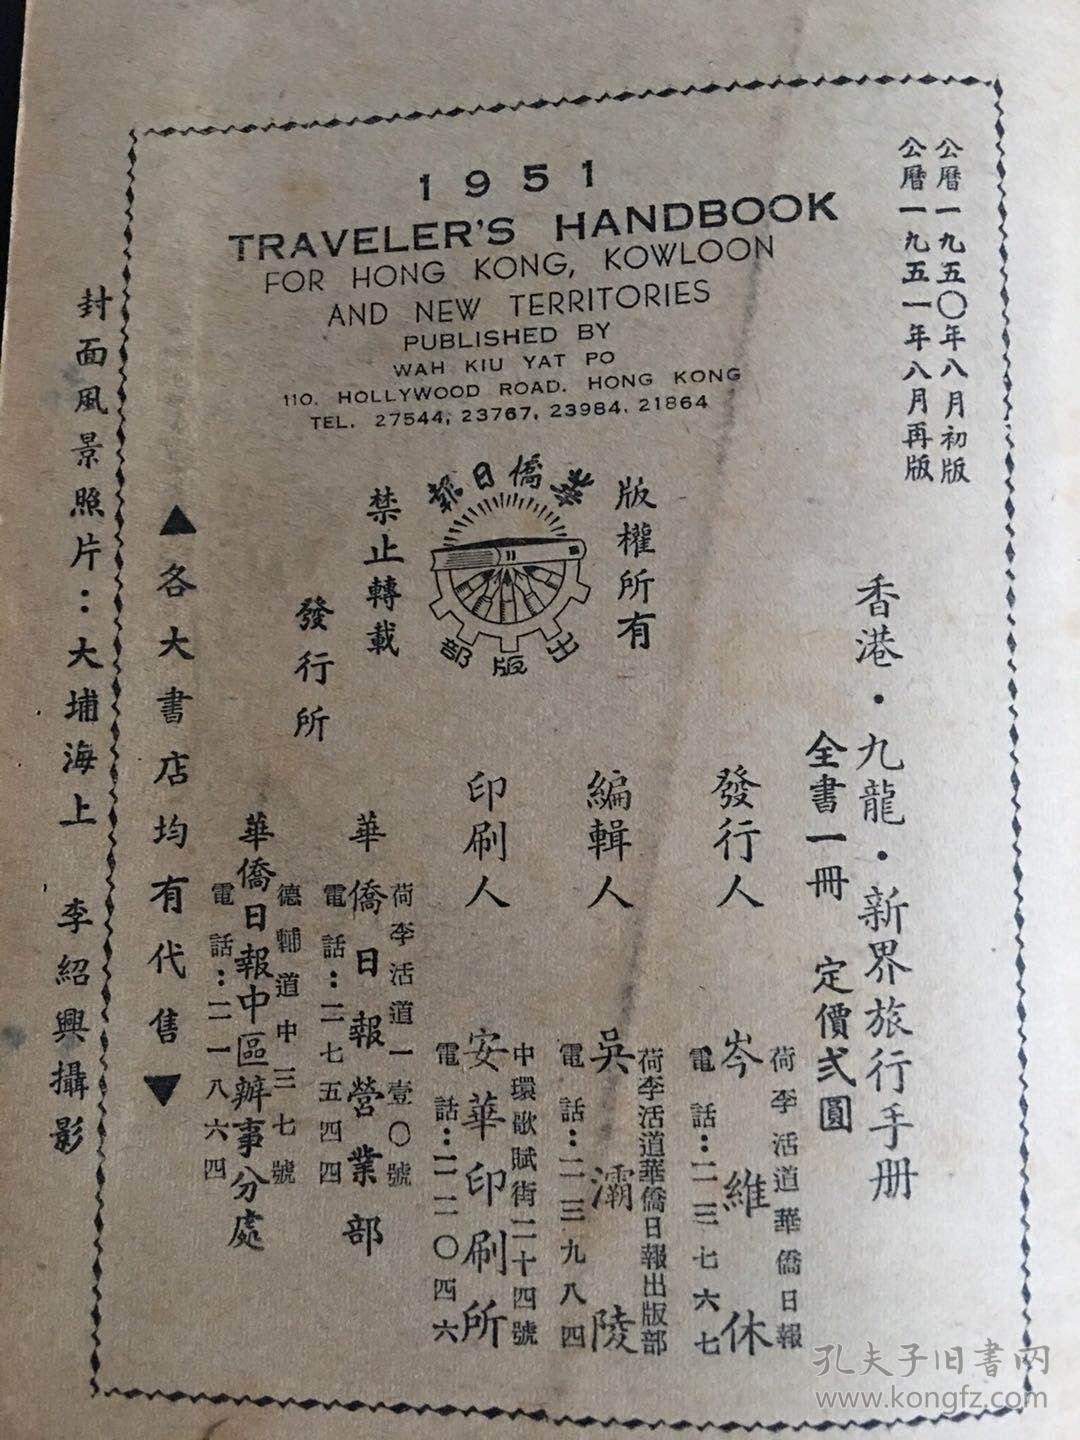 1951
TRAVELER'S HANDBOOK
FOR HONG KONG, KOWLOON
AND NEW TERRITORIES
PUBLISHED BY
WAH KIU YAT PO
110. HOLLYWOOD ROAD. HONG KONG
TEL. 27544, 23767, 23984. 21864
公曆一九五〇年八月初版
公曆一九五一年八月再版
香港·九龍·新界旅行手册
全書一冊 定價弍圓
版權所有
華僑日報
出版部
禁止轉載
發行人
荷李活道華僑日報
岑維休
電話:二三七六七
編輯人
荷李活道華僑日報出版部
吳灞陵
電話:二三九八四
印刷人
中環歌賦街二十四號
安華印刷所
電話:二二〇四六
發行所
荷李活道一壹〇號
華僑日報營業部
電話:二七五四四
德輔道中三七號
華僑日報中區辦事分處
電話:二一八六四
▲各大書店均有代售▼
封面風景照片:大埔海上 李紹興攝影
孔夫子旧書网
www.kongfz.com